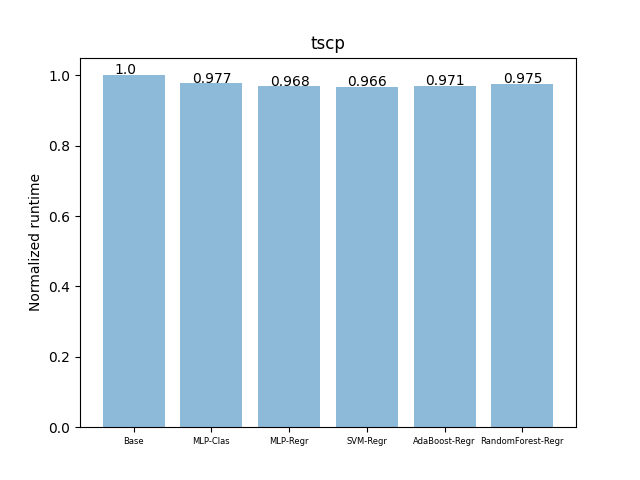 tscp
Normalized runtime
1.0
0.8
0.6
0.4
0.2
0.0
1.0
0.977
0.968
0.966
0.971
0.975
Base
MLP-Clas
MLP-Regr
SVM-Regr
AdaBoost-Regr
RandomForest-Regr